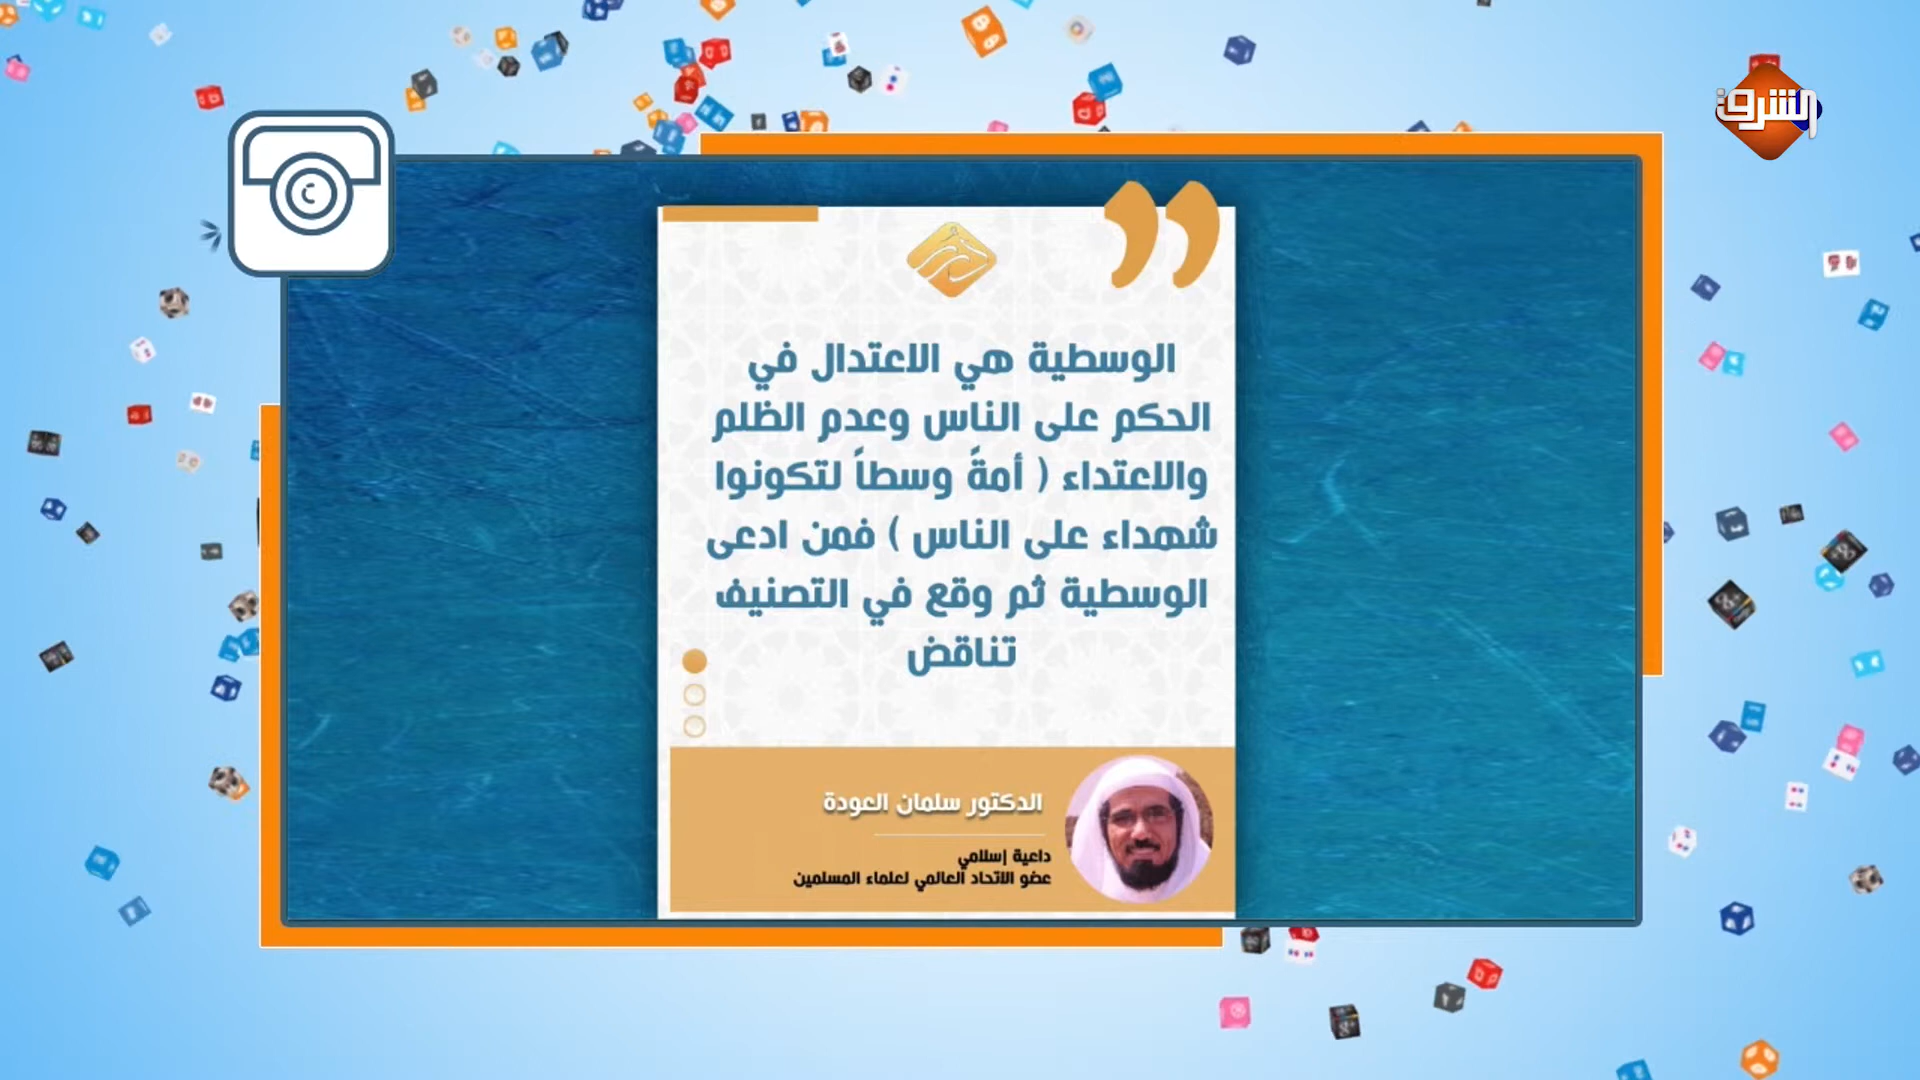 الشرق
الوسطية هي الاعتدال في
الحكم على الناس وعدم الظلم
والاعتداء ( أمةً وسطاً لتكونوا
شهداء على الناس ) فمن ادعى
الوسطية ثم وقع في التصنيف
تناقض
الدكتور سلمان العودة
داعية إسلامي
عضو الاتحاد العالمي لعلماء المسلمين